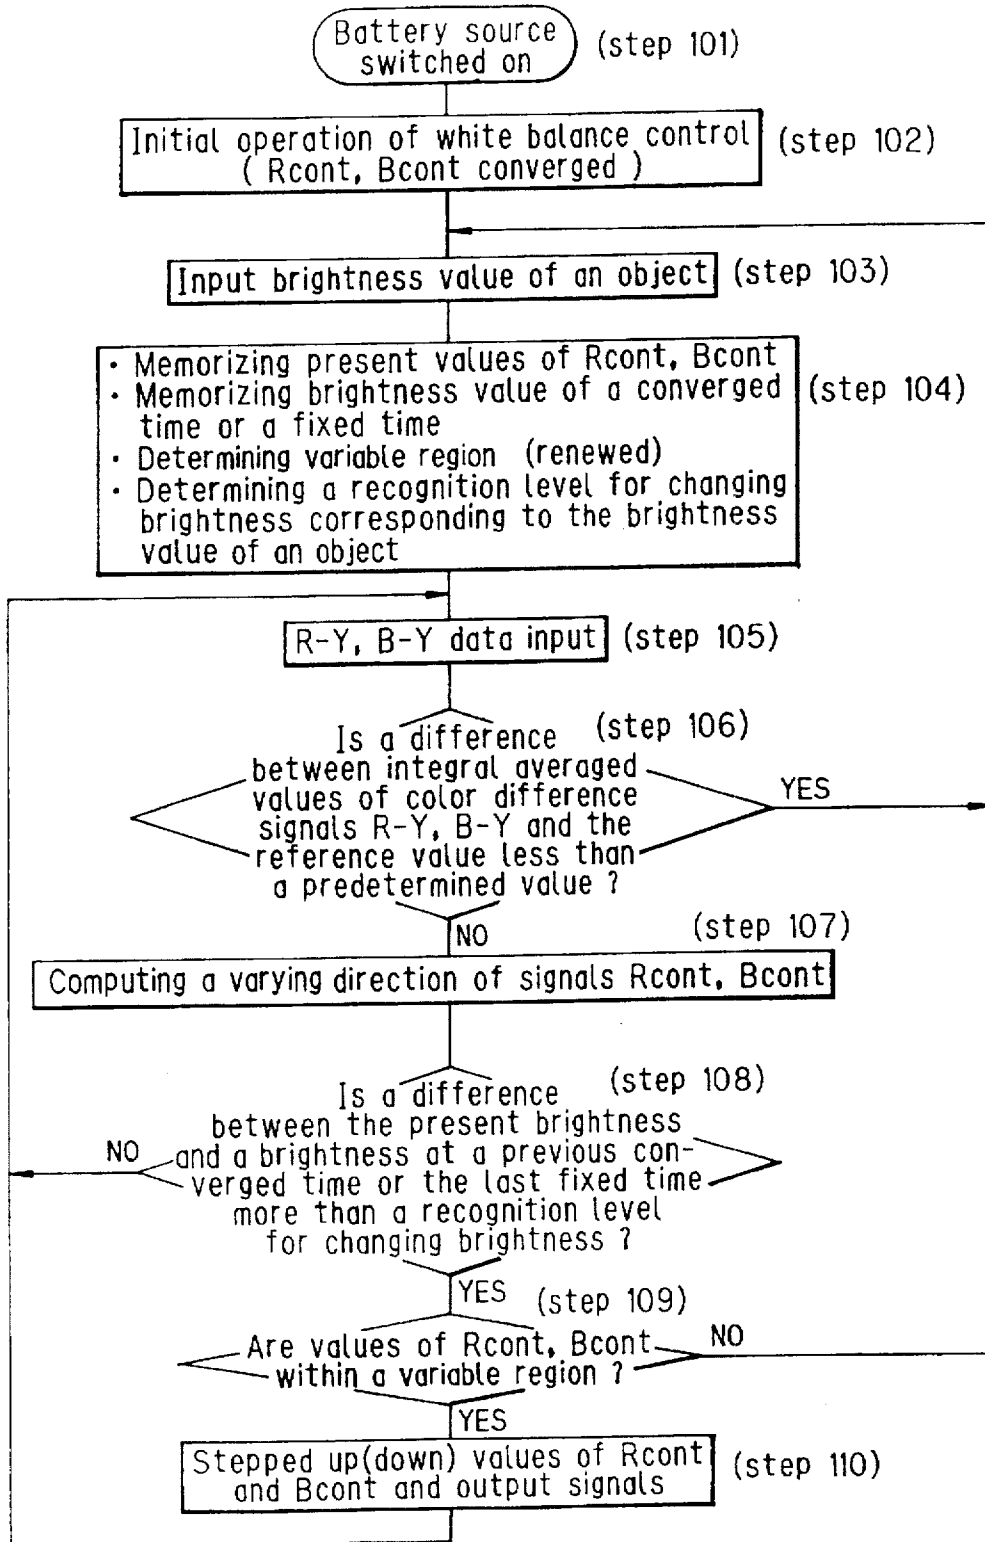 Battery source
switched on
(step 101)
Initial operation of white balance control
( Rcont, Bcont converged )
(step 102)
Input brightness value of an object
(step 103)
· Memorizing present values of Rcont, Bcont
· Memorizing brightness value of a converged
time or a fixed time
· Determining variable region (renewed)
· Determining a recognition level for changing
brightness corresponding to the brightness
value of an object
(step 104)
R-Y, B-Y data input
(step 105)
Is a difference
between integral averaged
values of color difference
signals R-Y, B-Y and the
reference value less than
a predetermined value ?
(step 106)
YES
NO
(step 107)
Computing a varying direction of signals Rcont, Bcont
Is a difference
between the present brightness
and a brightness at a previous con-
verged time or the last fixed time
more than a recognition level
for changing brightness ?
(step 108)
NO
YES
(step 109)
Are values of Rcont, Bcont
within a variable region ?
NO
YES
Stepped up(down) values of Rcont
and Bcont and output signals
(step 110)